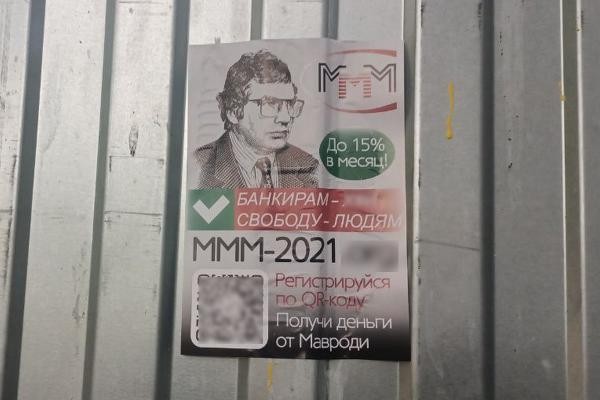 МММ
До 15%
в месяц!
БАНКИРАМ-
СВОБОДУ-ЛЮДЯМ
МММ-2021
Регистрируйся
по QR-коду
Получи деньги
от Мавроди